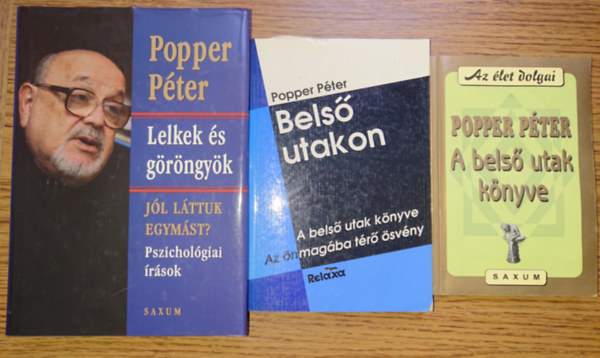 Popper
Péter
Lelkek és
göröngyök
JÓL LÁTTUK
EGYMÁST?
Pszichológiai
írások
SAXUM
Popper Péter
Belső
utakon
A belső utak könyve
Az önmagába térő ösvény
Relaxa
Az élet dolgai
POPPER PÉTER
A belső utak
könyve
SAXUM